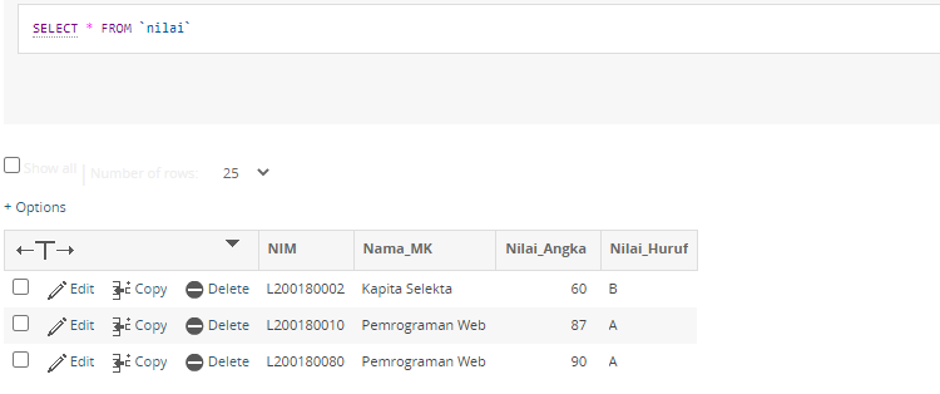 SELECT * FROM `nilai`
Show all | Number of rows: 25
+ Options
←T→ NIM Nama_MK Nilai_Angka Nilai_Huruf
Edit Copy Delete L200180002 Kapita Selekta 60 B
Edit Copy Delete L200180010 Pemrograman Web 87 A
Edit Copy Delete L200180080 Pemrograman Web 90 A